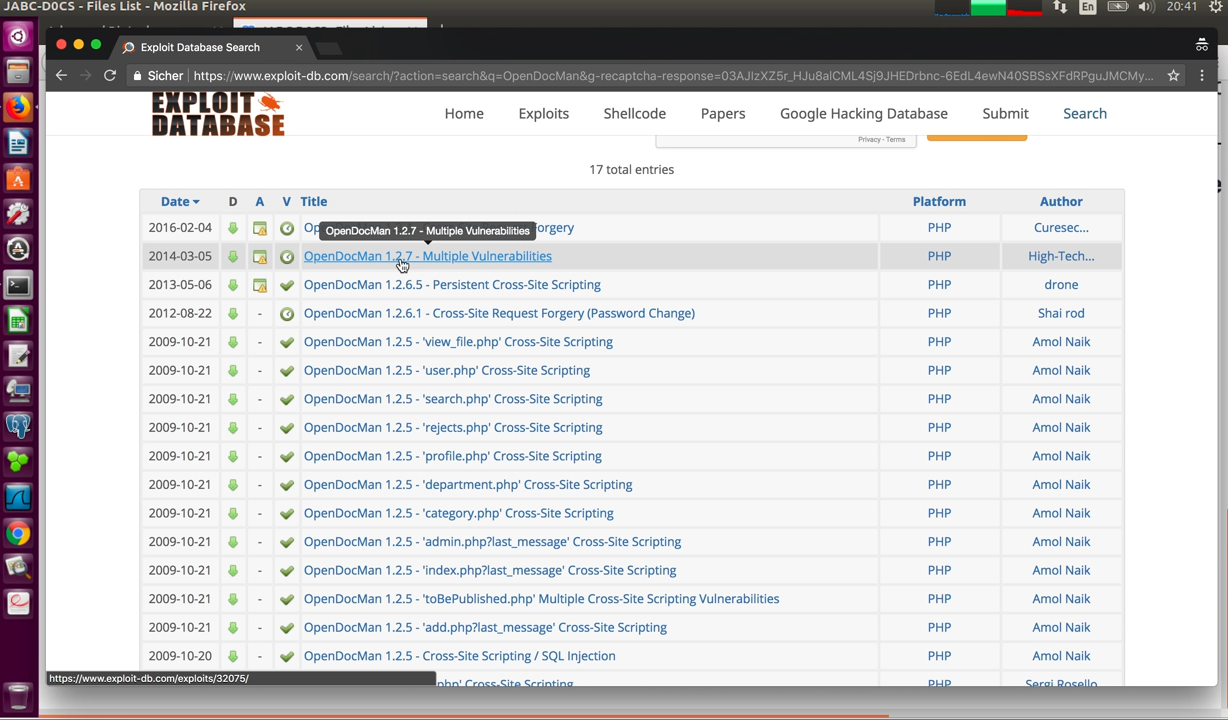 JABC-D0CS - Files List - Mozilla Firefox
En
20:41
Exploit Database Search
Sicher
https://www.exploit-db.com/search/?action=search&q=OpenDocMan&g-recaptcha-response=03AJIzXZ5r_HJu8alCML4Sj9JHEDrbnc-6EdL4ewN40SBSsXFdRPguJMCMy...
EXPLOIT DATABASE
Home Exploits Shellcode Papers Google Hacking Database Submit Search
Privacy - Terms
17 total entries
Date D A V Title Platform Author
2016-02-04 Op orgery PHP Curesec...
OpenDocMan 1.2.7 - Multiple Vulnerabilities
2014-03-05 OpenDocMan 1.2.7 - Multiple Vulnerabilities PHP High-Tech...
2013-05-06 OpenDocMan 1.2.6.5 - Persistent Cross-Site Scripting PHP drone
2012-08-22 - OpenDocMan 1.2.6.1 - Cross-Site Request Forgery (Password Change) PHP Shai rod
2009-10-21 - OpenDocMan 1.2.5 - 'view_file.php' Cross-Site Scripting PHP Amol Naik
2009-10-21 - OpenDocMan 1.2.5 - 'user.php' Cross-Site Scripting PHP Amol Naik
2009-10-21 - OpenDocMan 1.2.5 - 'search.php' Cross-Site Scripting PHP Amol Naik
2009-10-21 - OpenDocMan 1.2.5 - 'rejects.php' Cross-Site Scripting PHP Amol Naik
2009-10-21 - OpenDocMan 1.2.5 - 'profile.php' Cross-Site Scripting PHP Amol Naik
2009-10-21 - OpenDocMan 1.2.5 - 'department.php' Cross-Site Scripting PHP Amol Naik
2009-10-21 - OpenDocMan 1.2.5 - 'category.php' Cross-Site Scripting PHP Amol Naik
2009-10-21 - OpenDocMan 1.2.5 - 'admin.php?last_message' Cross-Site Scripting PHP Amol Naik
2009-10-21 - OpenDocMan 1.2.5 - 'index.php?last_message' Cross-Site Scripting PHP Amol Naik
2009-10-21 - OpenDocMan 1.2.5 - 'toBePublished.php' Multiple Cross-Site Scripting Vulnerabilities PHP Amol Naik
2009-10-21 - OpenDocMan 1.2.5 - 'add.php?last_message' Cross-Site Scripting PHP Amol Naik
2009-10-20 - OpenDocMan 1.2.5 - Cross-Site Scripting / SQL Injection PHP Amol Naik
php' Cross-Site Scripting PHP Sergi Rosello
https://www.exploit-db.com/exploits/32075/